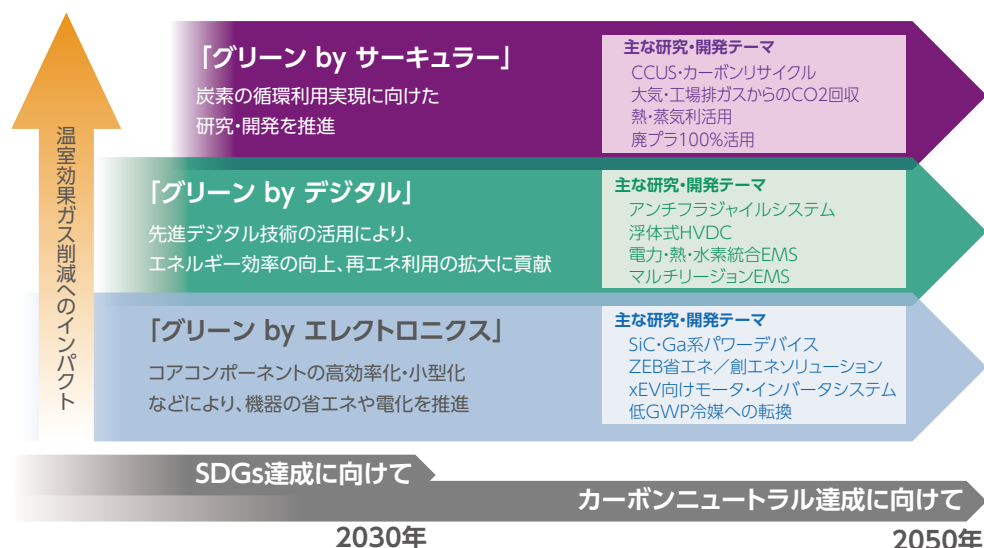 温室効果ガス削減へのインパクト
「グリーン by サーキュラー」
炭素の循環利用実現に向けた
研究・開発を推進
主な研究・開発テーマ
CCUS・カーボンリサイクル
大気・工場排ガスからのCO2回収
熱・蒸気利活用
廃プラ100%活用
「グリーン by デジタル」
先進デジタル技術の活用により、
エネルギー効率の向上、再エネ利用の拡大に貢献
主な研究・開発テーマ
アンチフラジャイルシステム
浮体式HVDC
電力・熱・水素統合EMS
マルチリージョンEMS
「グリーン by エレクトロニクス」
コアコンポーネントの高効率化・小型化
などにより、機器の省エネや電化を推進
主な研究・開発テーマ
SiC・Ga系パワーデバイス
ZEB省エネ／創エネソリューション
xEV向けモータ・インバータシステム
低GWP冷媒への転換
SDGs達成に向けて
カーボンニュートラル達成に向けて
2030年
2050年